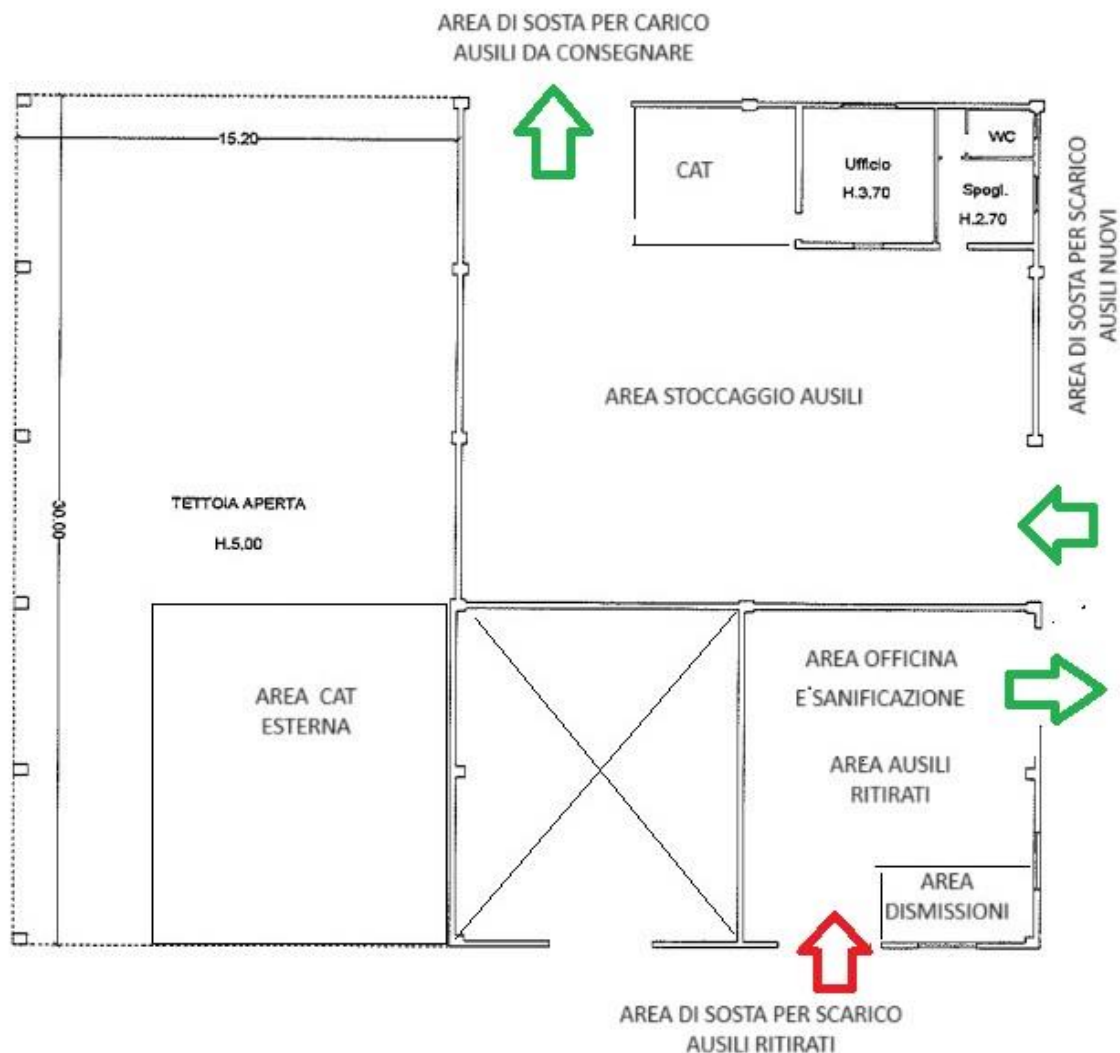 AREA DI SOSTA PER CARICO
AUSILI DA CONSEGNARE
15.20
CAT
Ufficio
H.3,70
WC
Spogl.
H.2.70
AREA DI SOSTA PER SCARICO
AUSILI NUOVI
AREA STOCCAGGIO AUSILI
30.00
TETTOIA APERTA
H.5,00
AREA CAT
ESTERNA
AREA OFFICINA
E SANIFICAZIONE
AREA AUSILI
RITIRATI
AREA
DISMISSIONI
AREA DI SOSTA PER SCARICO
AUSILI RITIRATI